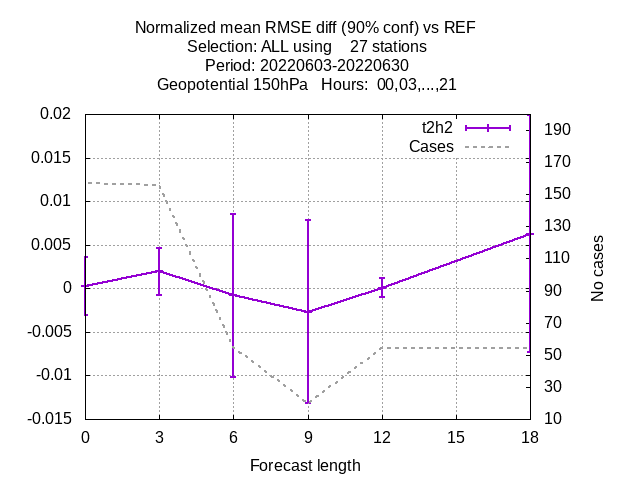 Normalized mean RMSE diff (90% conf) vs REF
Selection: ALL using    27 stations
Period: 20220603-20220630
Geopotential 150hPa   Hours:  00,03,...,21
t2h2
Cases
0.02
0.015
0.01
0.005
0
-0.005
-0.01
-0.015
190
170
150
130
110
90
70
50
30
10
No cases
0 3 6 9 12 15 18
Forecast length